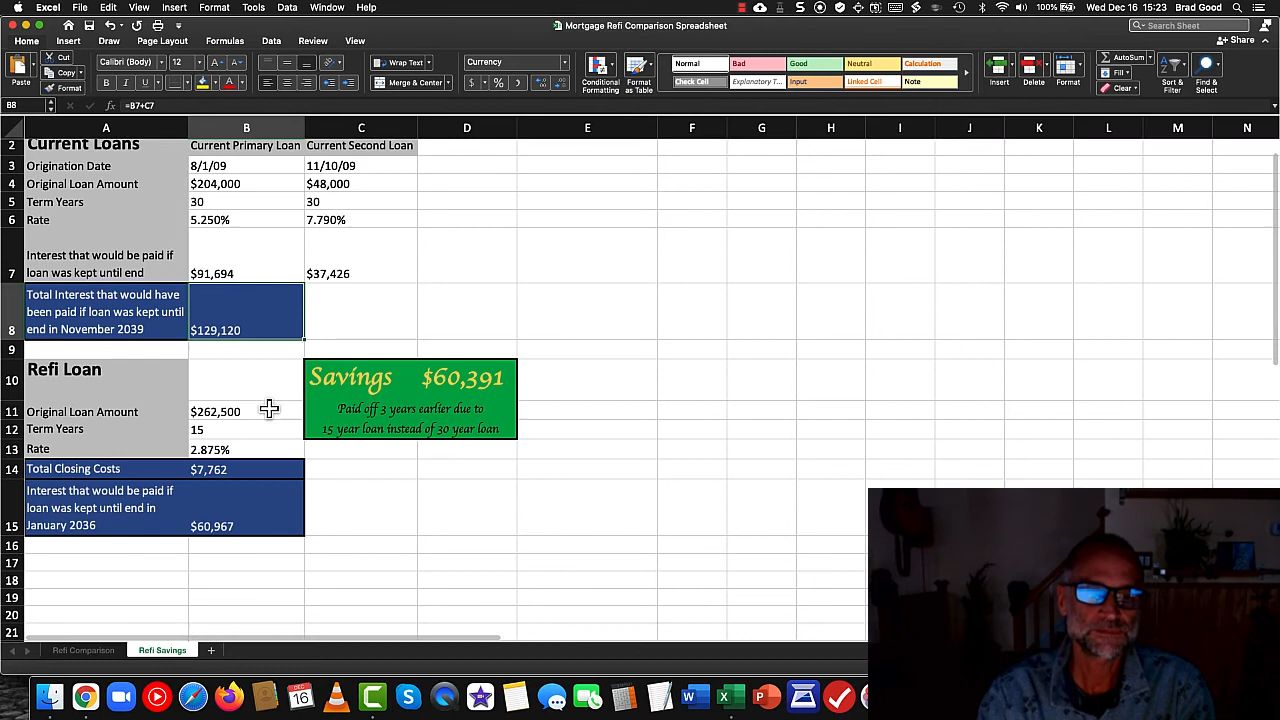 Excel File Edit View Insert Format Tools Data Window Help 100% Wed Dec 16 15:23 Brad Good
Mortgage Refi Comparison Spreadsheet Search Sheet
Home Insert Draw Page Layout Formulas Data Review View Share
Paste Cut Copy Format Calibri (Body) 12 Wrap Text Merge & Center Currency Conditional Formatting Format as Table Normal Bad Good Neutral Calculation Check Cell Explanatory T... Input Linked Cell Note Insert Delete Format AutoSum Fill Clear Sort & Filter Find & Select
B8 fx =B7+C7
A B C D E F G H I J K L M N
2 Current Loans Current Primary Loan Current Second Loan
3 Origination Date 8/1/09 11/10/09
4 Original Loan Amount $204,000 $48,000
5 Term Years 30 30
6 Rate 5.250% 7.790%
Interest that would be paid if
7 loan was kept until end $91,694 $37,426
Total Interest that would have
been paid if loan was kept until
8 end in November 2039 $129,120
9
10 Refi Loan Savings $60,391
11 Original Loan Amount $262,500 Paid off 3 years earlier due to
12 Term Years 15 15 year loan instead of 30 year loan
13 Rate 2.875%
14 Total Closing Costs $7,762
Interest that would be paid if
loan was kept until end in
15 January 2036 $60,967
16
17
18
19
20
21
Refi Comparison Refi Savings +